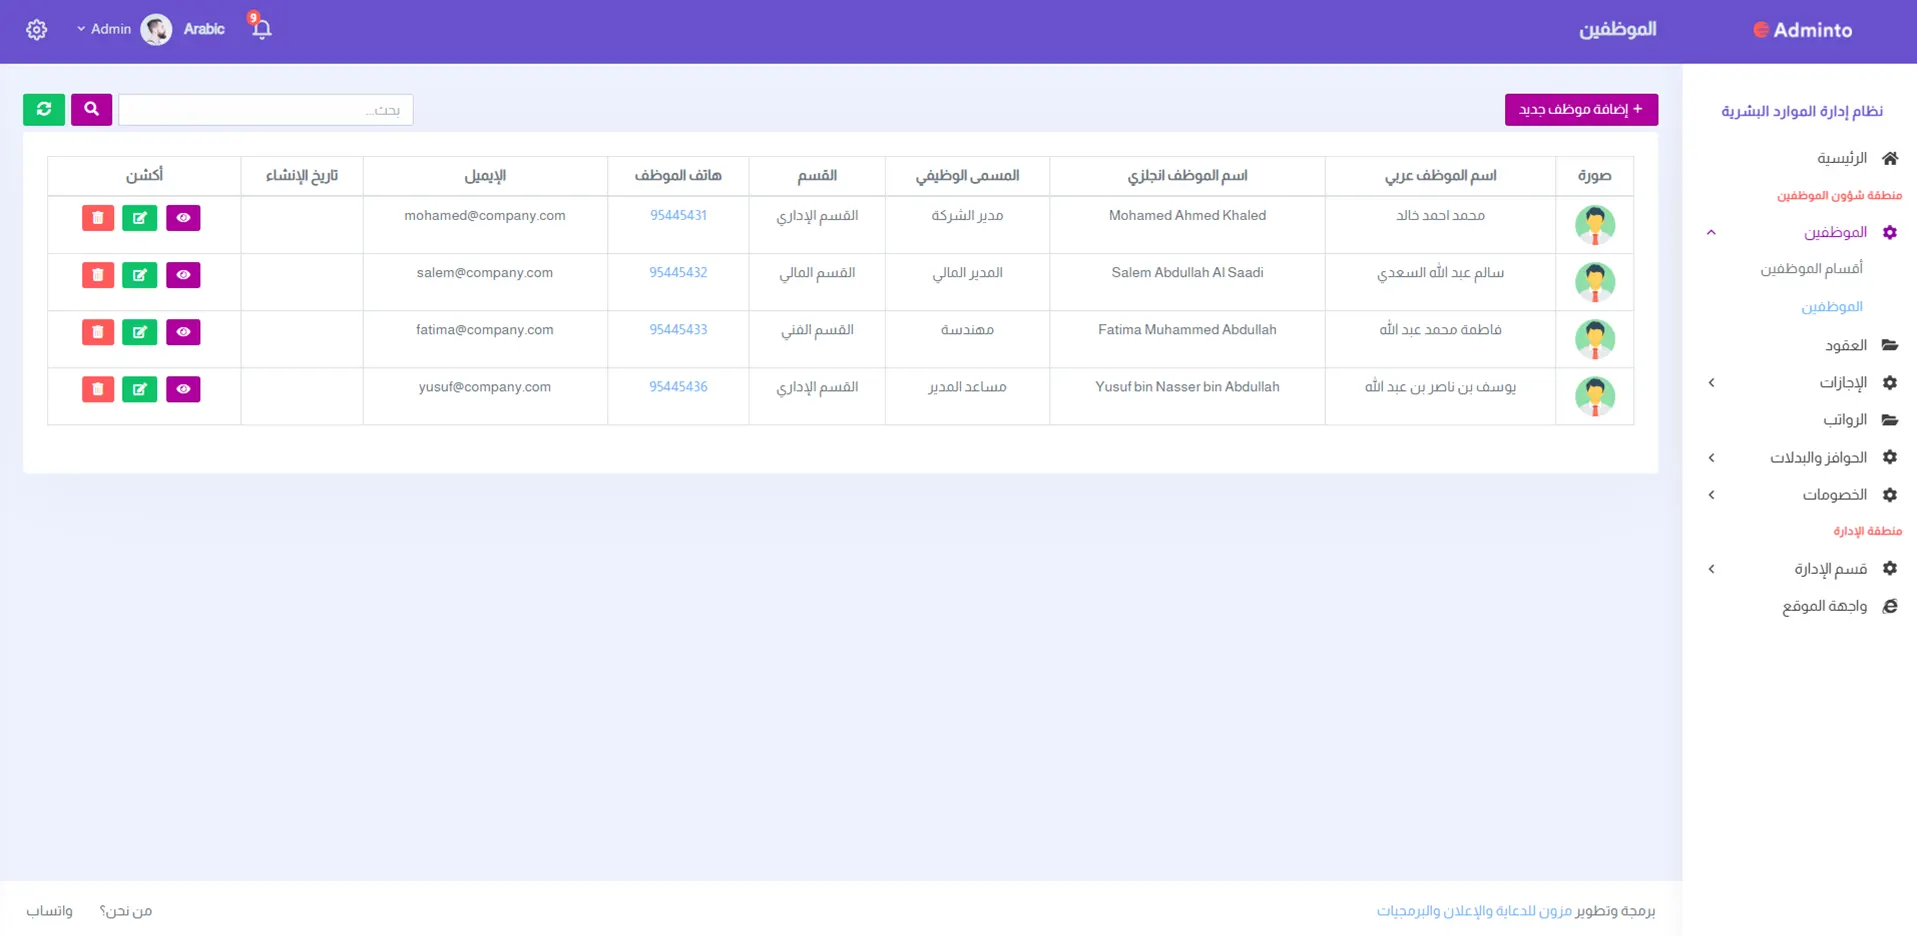 Adminto
الموظفين
9
Arabic
Admin
نظام إدارة الموارد البشرية
الرئيسية
منطقة شؤون الموظفين
الموظفين
أقسام الموظفين
الموظفين
العقود
الإجازات
الرواتب
الحوافز والبدلات
الخصومات
منطقة الإدارة
قسم الإدارة
واجهة الموقع
+ إضافة موظف جديد
بحث...
صورة اسم الموظف عربي اسم الموظف انجلزي المسمى الوظيفي القسم هاتف الموظف الإيميل تاريخ الإنشاء أكشن
محمد احمد خالد Mohamed Ahmed Khaled مدير الشركة القسم الإداري 95445431 mohamed@company.com
سالم عبد الله السعدي Salem Abdullah Al Saadi المدير المالي القسم المالي 95445432 salem@company.com
فاطمة محمد عبد الله Fatima Muhammed Abdullah مهندسة القسم الفني 95445433 fatima@company.com
يوسف بن ناصر بن عبد الله Yusuf bin Nasser bin Abdullah مساعد المدير القسم الإداري 95445436 yusuf@company.com
برمجة وتطوير مزون للدعاية والإعلان والبرمجيات
من نحن؟ واتساب